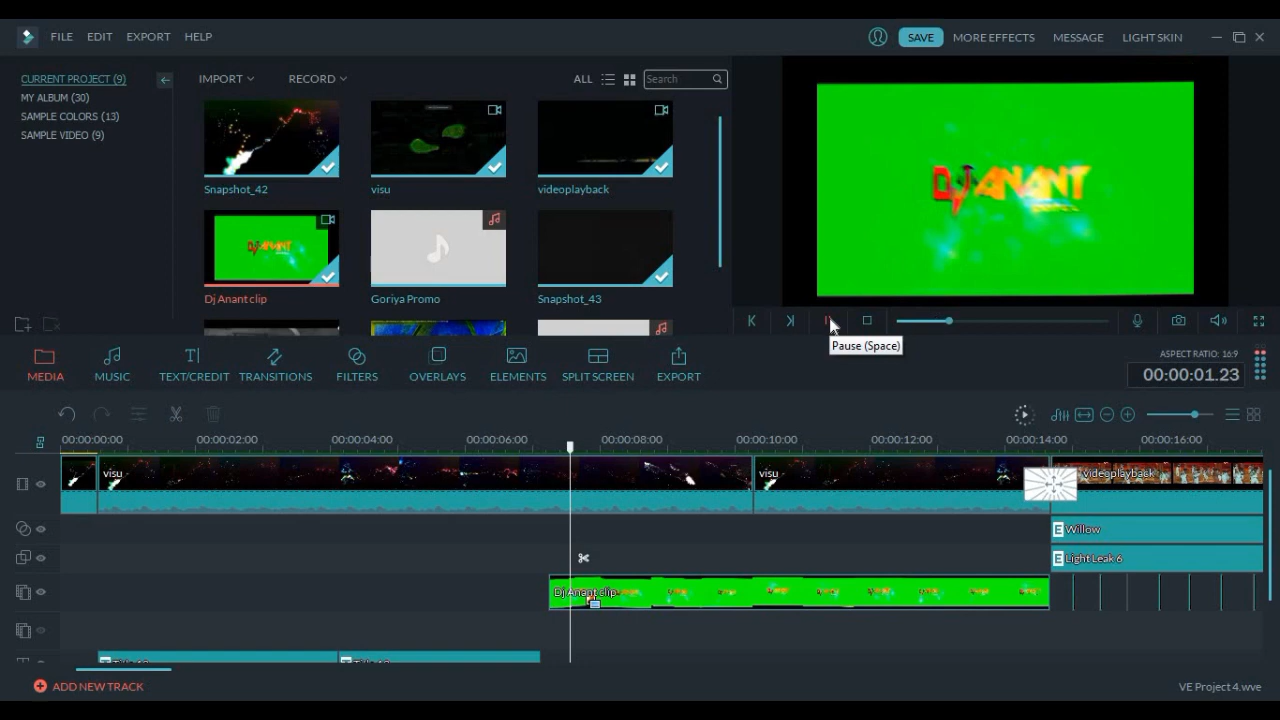 FILE EDIT EXPORT HELP
SAVE MORE EFFECTS MESSAGE LIGHT SKIN
CURRENT PROJECT (9)
MY ALBUM (30)
SAMPLE COLORS (13)
SAMPLE VIDEO (9)
IMPORT RECORD ALL Search
Snapshot_42 visu videoplayback
DJ ANANT
Dj Anant clip Goriya Promo Snapshot_43
DJ ANANT
Pause (Space)
MEDIA MUSIC TEXT/CREDIT TRANSITIONS FILTERS OVERLAYS ELEMENTS SPLIT SCREEN EXPORT
ASPECT RATIO: 16:9
00:00:01.23
00:00:00:00 00:00:02:00 00:00:04:00 00:00:06:00 00:00:08:00 00:00:10:00 00:00:12:00 00:00:14:00 00:00:16:00
visu visu videoplayback
E Willow
E Light Leak 6
Dj Anant clip
ADD NEW TRACK
VE Project 4.wve